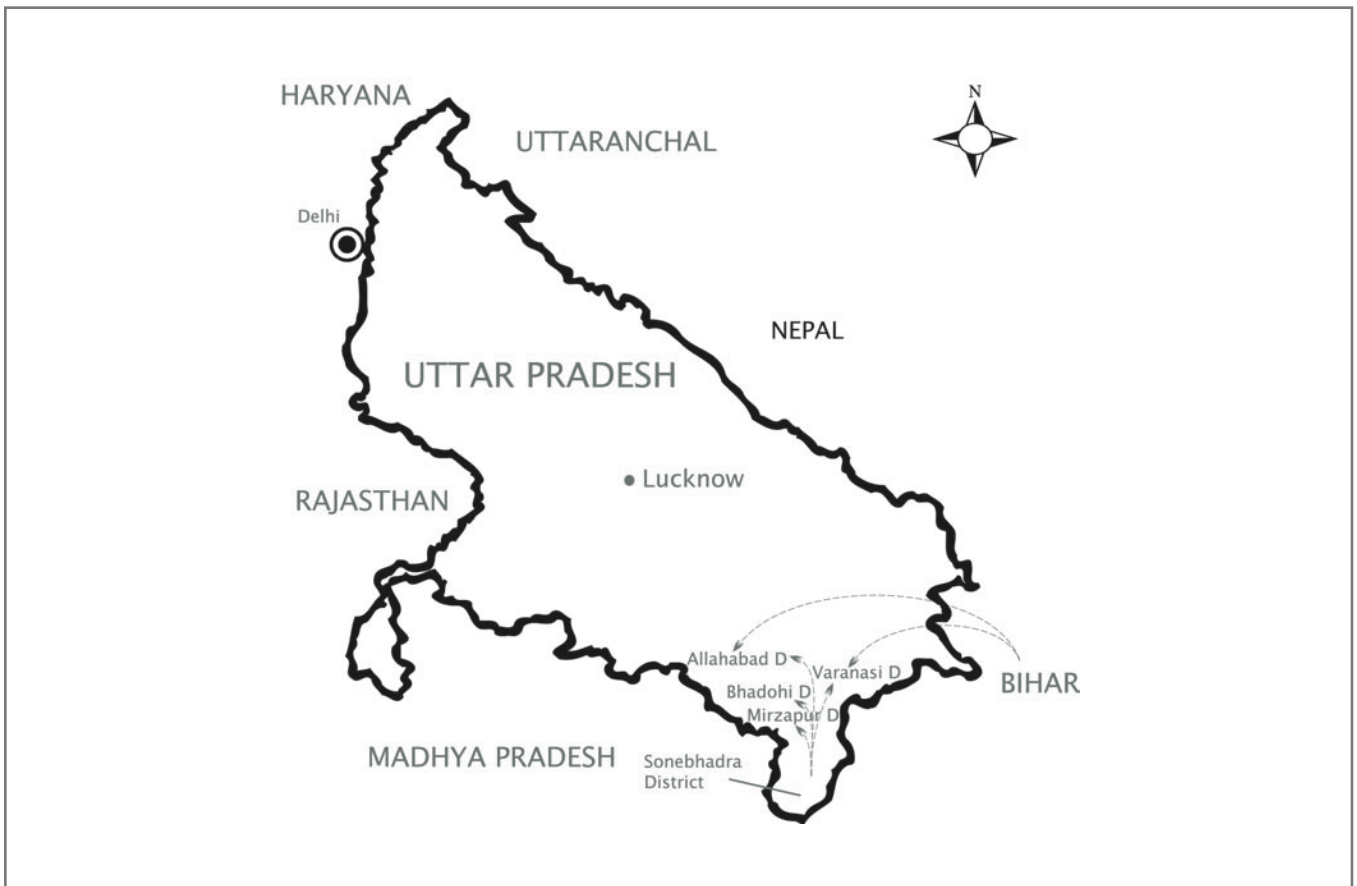 N
HARYANA
UTTARANCHAL
Delhi
NEPAL
UTTAR PRADESH
Lucknow
RAJASTHAN
Allahabad D
Varanasi D
BIHAR
Bhadohi D
Mirzapur D
MADHYA PRADESH
Sonebhadra
District